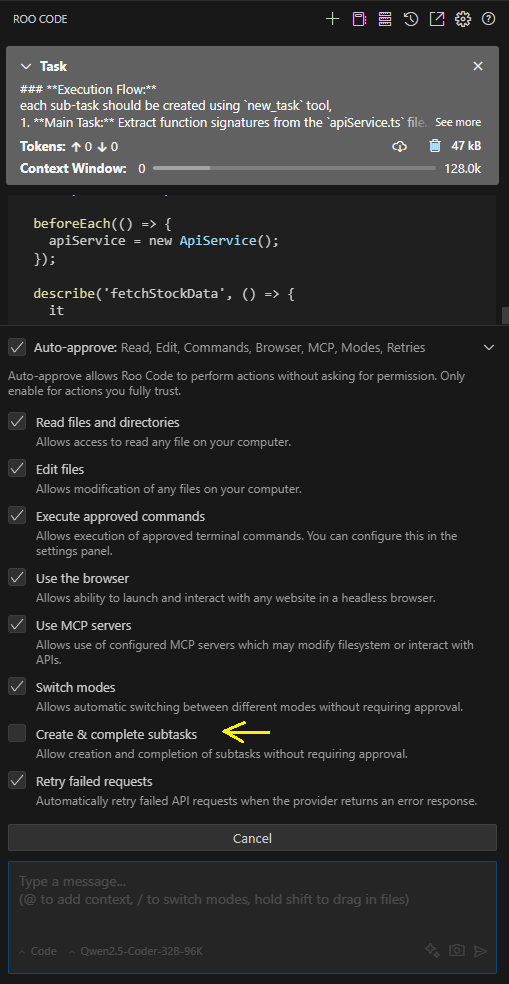 ROO CODE
Task
### **Execution Flow:**
each sub-task should be created using `new_task` tool,
1. **Main Task:** Extract function signatures from the `apiService.ts` file. See more
Tokens: ↑ 0 ↓ 0 47 kB
Context Window: 0 128.0k
beforeEach(() => {
apiService = new ApiService();
});
describe('fetchStockData', () => {
it
Auto-approve: Read, Edit, Commands, Browser, MCP, Modes, Retries
Auto-approve allows Roo Code to perform actions without asking for permission. Only
enable for actions you fully trust.
Read files and directories
Allows access to read any file on your computer.
Edit files
Allows modification of any files on your computer.
Execute approved commands
Allows execution of approved terminal commands. You can configure this in the
settings panel.
Use the browser
Allows ability to launch and interact with any website in a headless browser.
Use MCP servers
Allows use of configured MCP servers which may modify filesystem or interact with
APIs.
Switch modes
Allows automatic switching between different modes without requiring approval.
Create & complete subtasks
Allow creation and completion of subtasks without requiring approval.
Retry failed requests
Automatically retry failed API requests when the provider returns an error response.
Cancel
Type a message...
(@ to add context, / to switch modes, hold shift to drag in files)
Code Qwen2.5-Coder-32B-96K